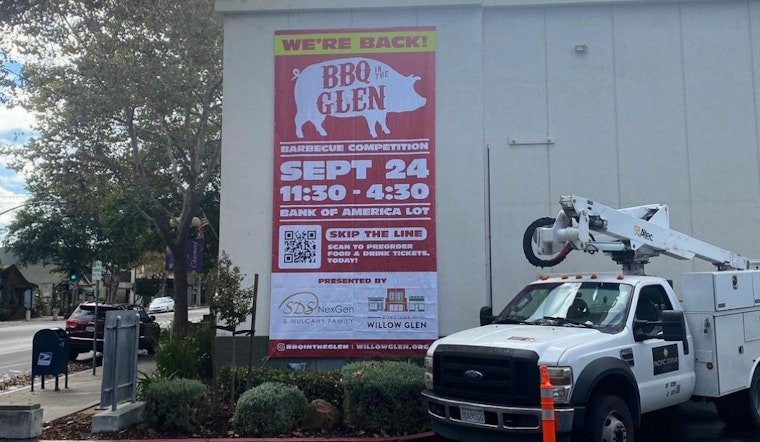 WE'RE BACK!
BBQ
IN THE
GLEN
BARBECUE COMPETITION
SEPT 24
11:30 - 4:30
BANK OF AMERICA LOT
SKIP THE LINE
SCAN TO PREORDER
FOOD & DRINK TICKETS.
TODAY!
PRESENTED BY
SDS NexGen
& MULCAHY FAMILY
WILLOW GLEN
@BBQINTHEGLEN | WILLOWGLEN.ORG
Altec